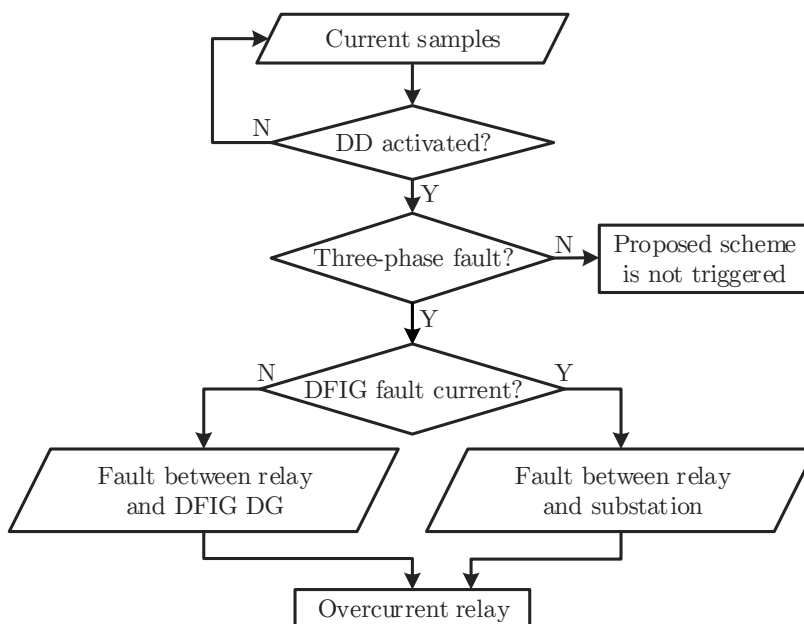 Current samples
N
DD activated?
Y
Three-phase fault?
N
Proposed scheme
is not triggered
Y
N
DFIG fault current?
Y
Fault between relay
and DFIG DG
Fault between relay
and substation
Overcurrent relay